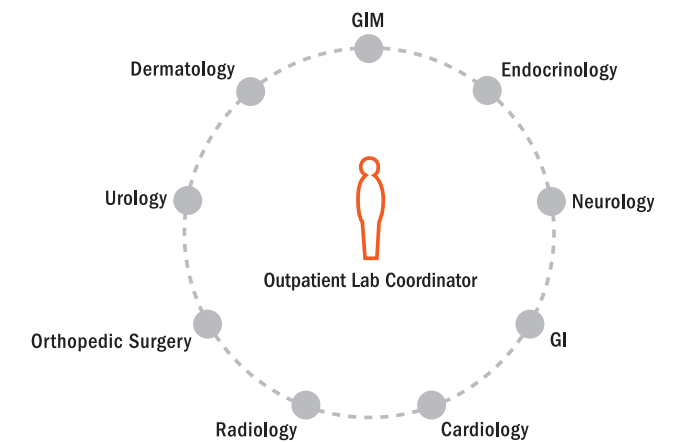 GIM
Dermatology
Endocrinology
Urology
Neurology
Outpatient Lab Coordinator
Orthopedic Surgery
GI
Radiology
Cardiology